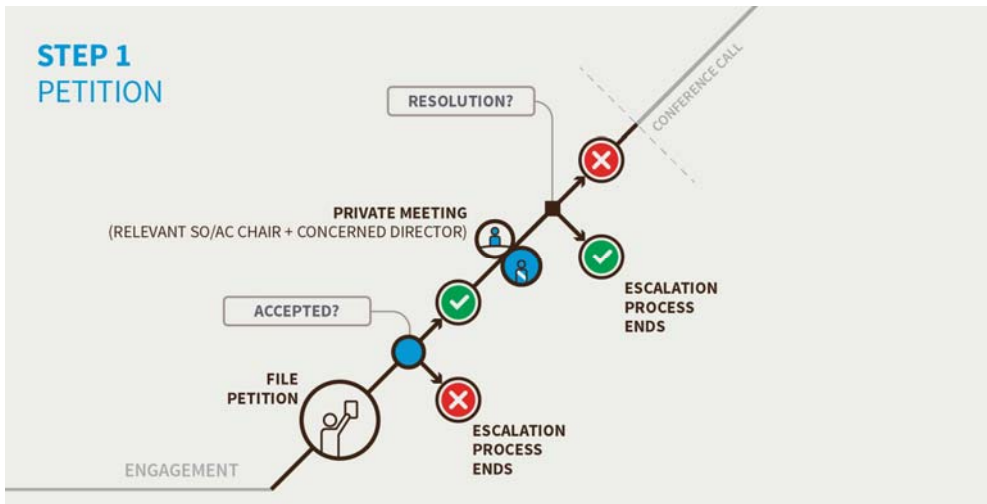 STEP 1
PETITION
RESOLUTION?
CONFERENCE CALL
PRIVATE MEETING
(RELEVANT SO/AC CHAIR + CONCERNED DIRECTOR)
ESCALATION
PROCESS
ENDS
ACCEPTED?
FILE
PETITION
ESCALATION
PROCESS
ENDS
ENGAGEMENT